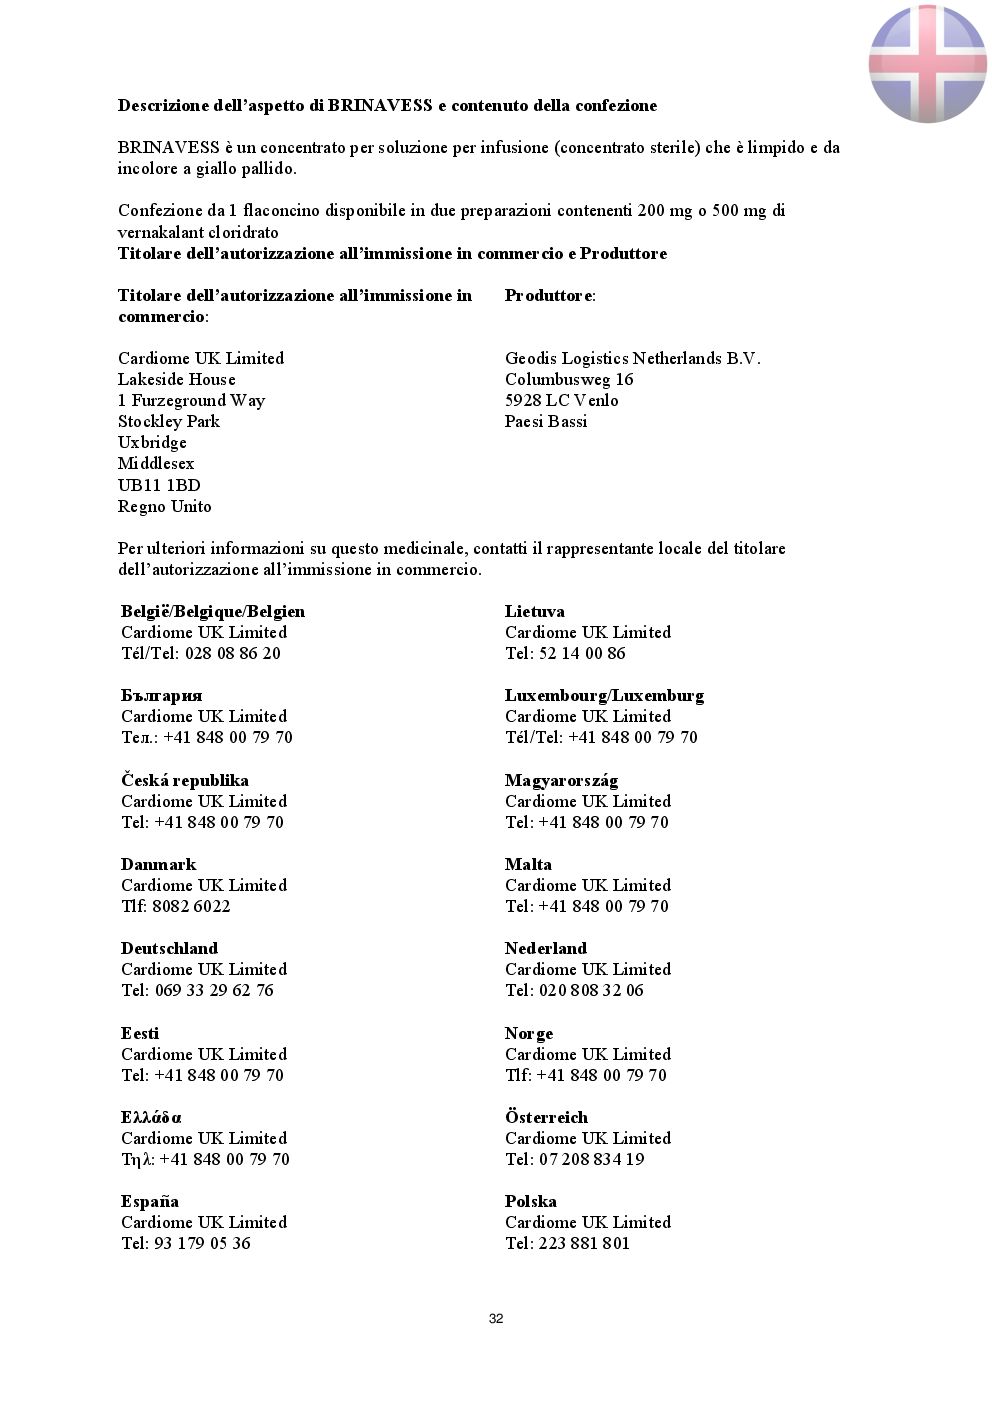 Descrizione dell’aspetto di BRINAVESS e contenuto della confezione
BRINAVESS è un concentrato per soluzione per infusione (concentrato sterile) che è limpido e da
incolore a giallo pallido.
Confezione da 1 flaconcino disponibile in due preparazioni contenenti 200 mg o 500 mg di
vernakalant cloridrato
Titolare dell’autorizzazione all’immissione in commercio e Produttore
Titolare dell’autorizzazione all’immissione in
commercio:
Cardiome UK Limited
Lakeside House
1 Furzeground Way
Stockley Park
Uxbridge
Middlesex
UB11 1BD
Regno Unito
Produttore:
Geodis Logistics Netherlands B.V.
Columbusweg 16
5928 LC Venlo
Paesi Bassi
Per ulteriori informazioni su questo medicinale, contatti il rappresentante locale del titolare
dell’autorizzazione all’immissione in commercio.
België/Belgique/Belgien
Cardiome UK Limited
Tél/Tel: 028 08 86 20
Lietuva
Cardiome UK Limited
Tel: 52 14 00 86
България
Cardiome UK Limited
Тел.: +41 848 00 79 70
Luxembourg/Luxemburg
Cardiome UK Limited
Tél/Tel: +41 848 00 79 70
Česká republika
Cardiome UK Limited
Tel: +41 848 00 79 70
Magyarország
Cardiome UK Limited
Tel: +41 848 00 79 70
Danmark
Cardiome UK Limited
Tlf: 8082 6022
Malta
Cardiome UK Limited
Tel: +41 848 00 79 70
Deutschland
Cardiome UK Limited
Tel: 069 33 29 62 76
Nederland
Cardiome UK Limited
Tel: 020 808 32 06
Eesti
Cardiome UK Limited
Tel: +41 848 00 79 70
Norge
Cardiome UK Limited
Tlf: +41 848 00 79 70
Ελλάδα
Cardiome UK Limited
Τηλ: +41 848 00 79 70
Österreich
Cardiome UK Limited
Tel: 07 208 834 19
España
Cardiome UK Limited
Tel: 93 179 05 36
Polska
Cardiome UK Limited
Tel: 223 881 801
32